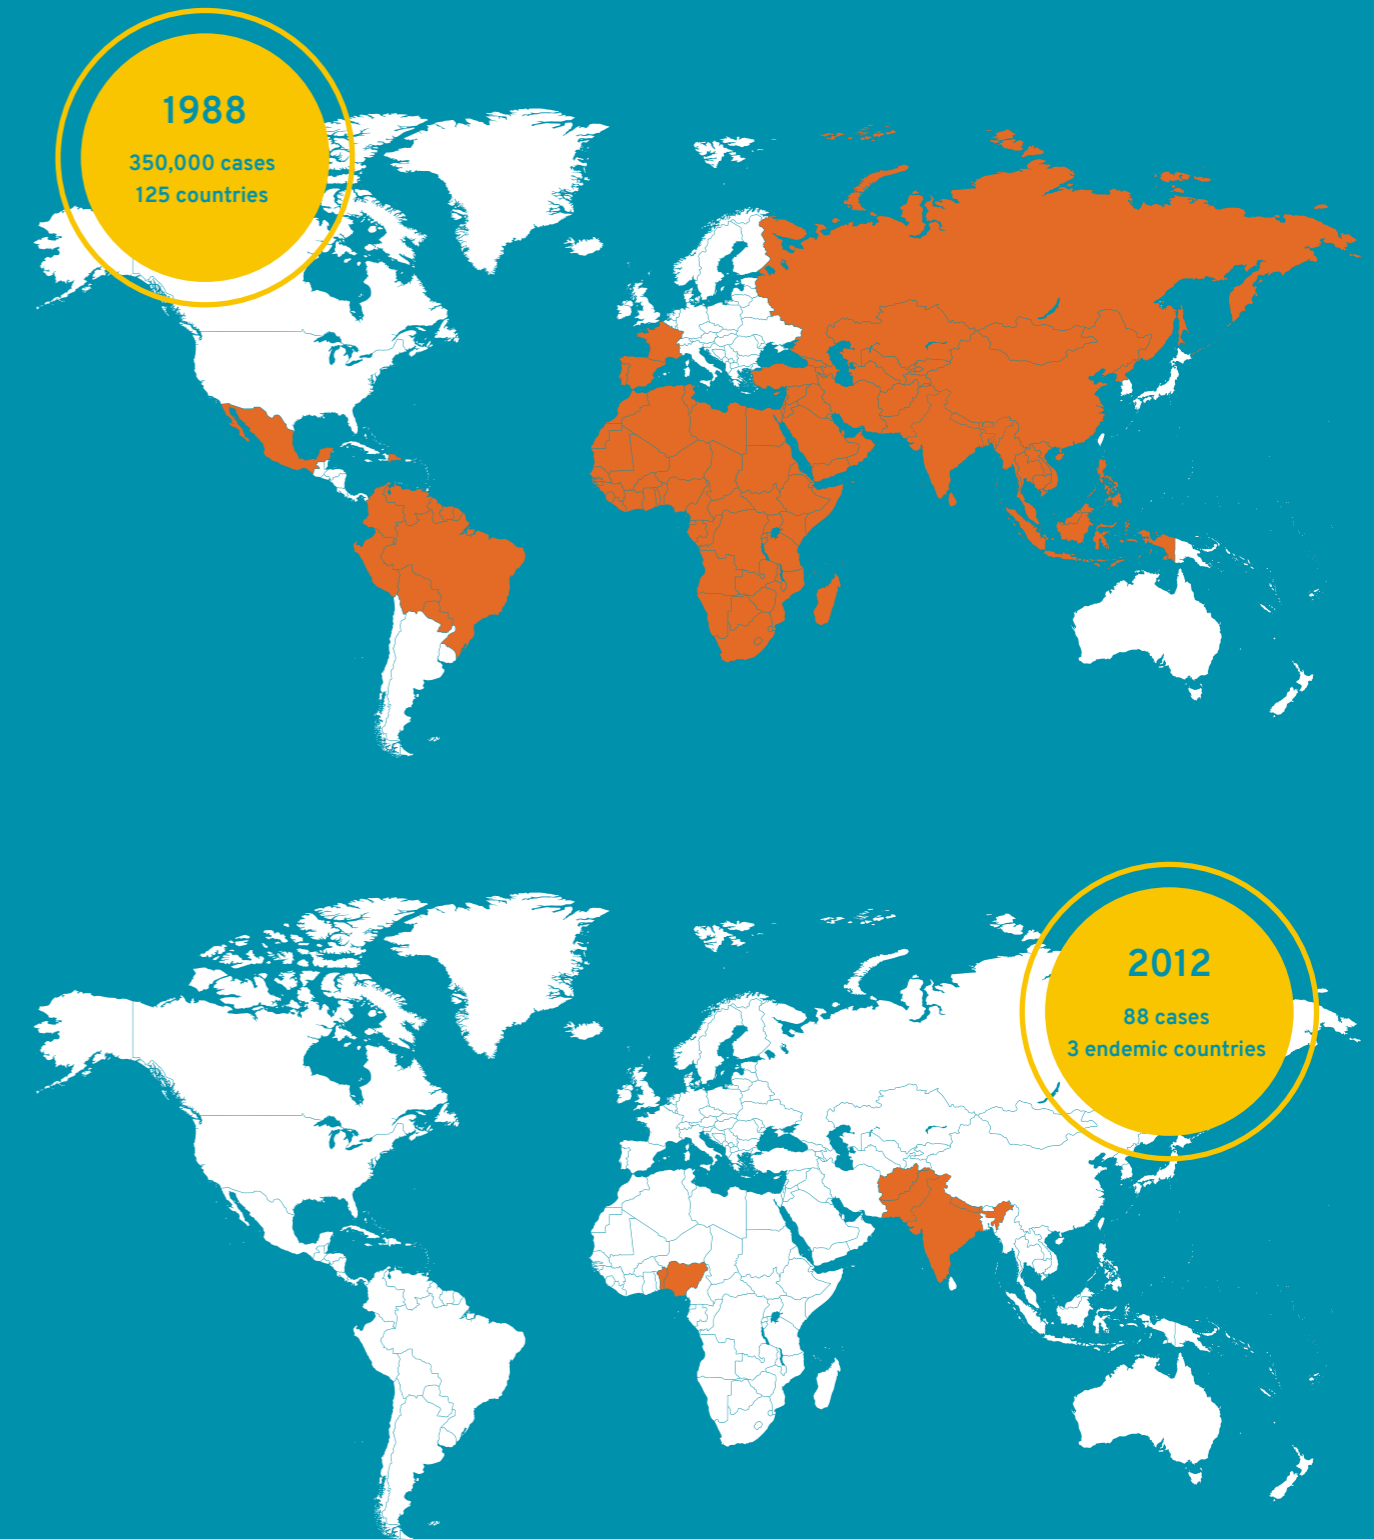 1988
350,000 cases
125 countries
2012
88 cases
3 endemic countries